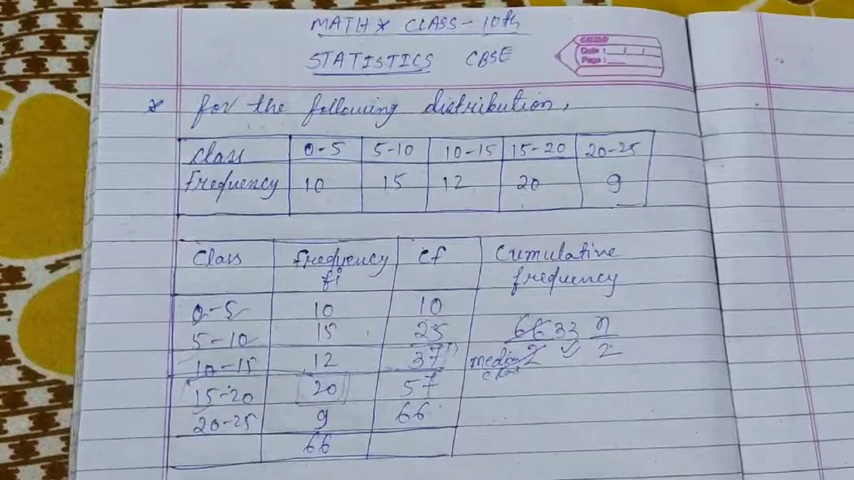 MATH * CLASS - 10th
STATISTICS CBSE
Date :
Page :
* for the following distribution,
Class 0-5 5-10 10-15 15-20 20-25
Frequency 10 15 12 20 9
Class Frequency fi Cf Cumulative frequency
0-5 10 10
5-10 15 25 66 33 n
10-15 12 37 median class 2 ✓ 2
15-20 20 57
20-25 9 66
66